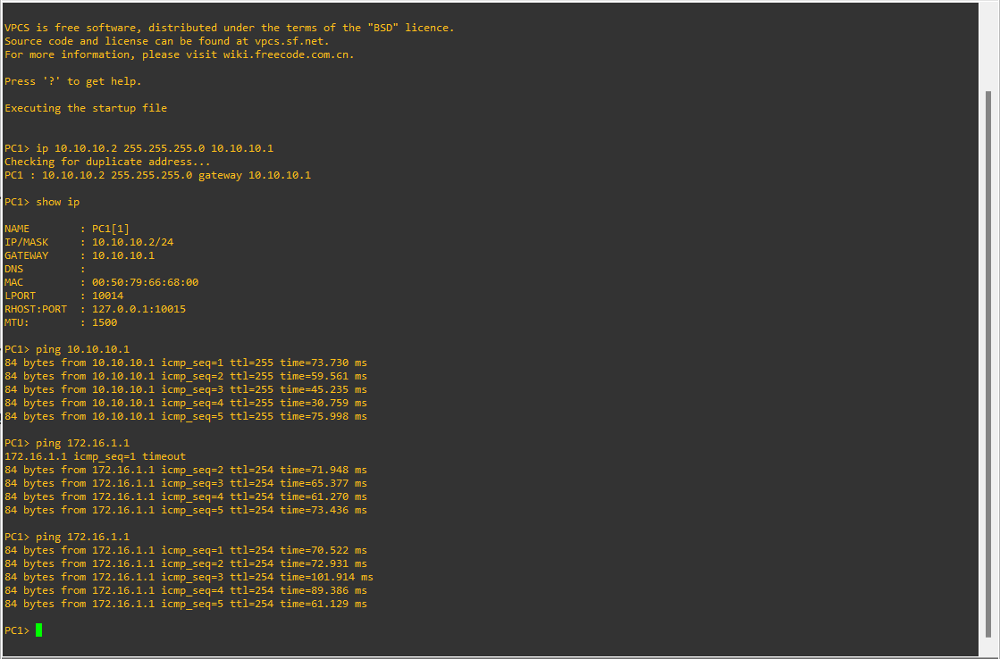 VPCS is free software, distributed under the terms of the "BSD" licence.
Source code and license can be found at vpcs.sf.net.
For more information, please visit wiki.freecode.com.cn.
Press '?' to get help.
Executing the startup file
PC1> ip 10.10.10.2 255.255.255.0 10.10.10.1
Checking for duplicate address...
PC1 : 10.10.10.2 255.255.255.0 gateway 10.10.10.1
PC1> show ip
NAME        : PC1[1]
IP/MASK     : 10.10.10.2/24
GATEWAY     : 10.10.10.1
DNS         :
MAC         : 00:50:79:66:68:00
LPORT       : 10014
RHOST:PORT  : 127.0.0.1:10015
MTU:        : 1500
PC1> ping 10.10.10.1
84 bytes from 10.10.10.1 icmp_seq=1 ttl=255 time=73.730 ms
84 bytes from 10.10.10.1 icmp_seq=2 ttl=255 time=59.561 ms
84 bytes from 10.10.10.1 icmp_seq=3 ttl=255 time=45.235 ms
84 bytes from 10.10.10.1 icmp_seq=4 ttl=255 time=30.759 ms
84 bytes from 10.10.10.1 icmp_seq=5 ttl=255 time=75.998 ms
PC1> ping 172.16.1.1
172.16.1.1 icmp_seq=1 timeout
84 bytes from 172.16.1.1 icmp_seq=2 ttl=254 time=71.948 ms
84 bytes from 172.16.1.1 icmp_seq=3 ttl=254 time=65.377 ms
84 bytes from 172.16.1.1 icmp_seq=4 ttl=254 time=61.270 ms
84 bytes from 172.16.1.1 icmp_seq=5 ttl=254 time=73.436 ms
PC1> ping 172.16.1.1
84 bytes from 172.16.1.1 icmp_seq=1 ttl=254 time=70.522 ms
84 bytes from 172.16.1.1 icmp_seq=2 ttl=254 time=72.931 ms
84 bytes from 172.16.1.1 icmp_seq=3 ttl=254 time=101.914 ms
84 bytes from 172.16.1.1 icmp_seq=4 ttl=254 time=89.386 ms
84 bytes from 172.16.1.1 icmp_seq=5 ttl=254 time=61.129 ms
PC1>